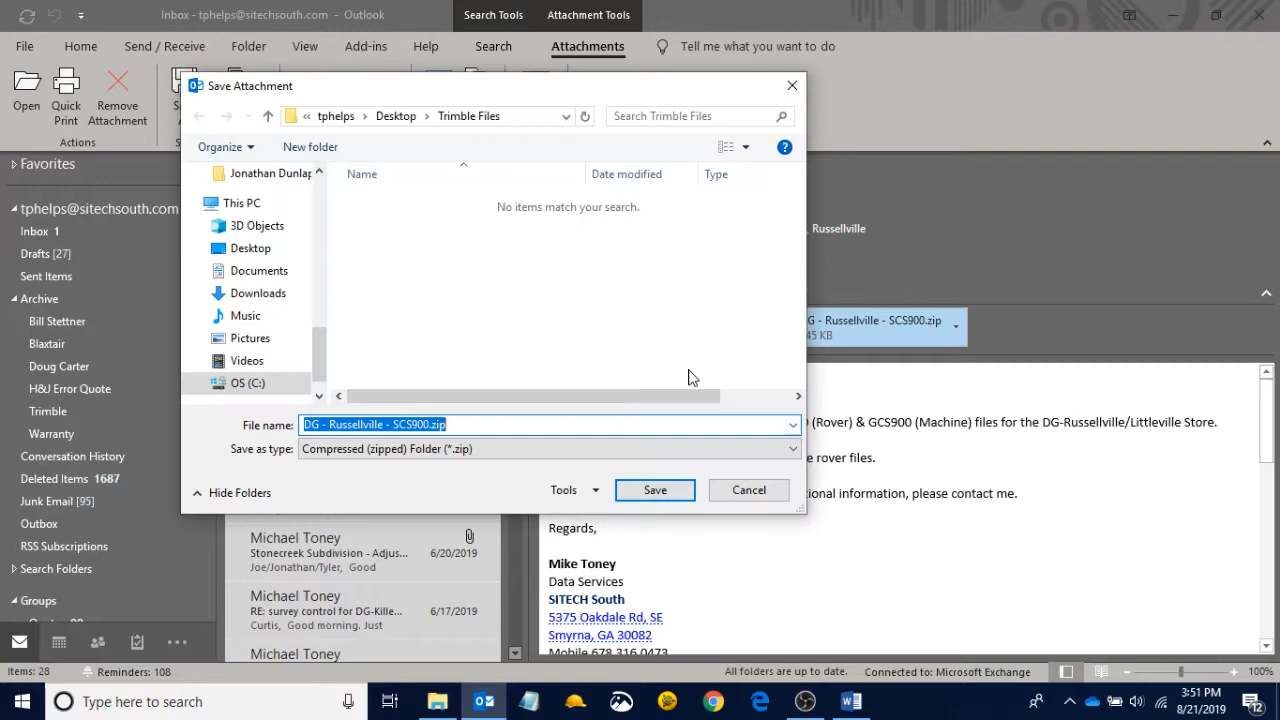 Inbox - tphelps@sitechsouth.com - Outlook
Search Tools
Attachment Tools
File
Home
Send / Receive
Folder
View
Add-ins
Help
Search
Attachments
Tell me what you want to do
Open
Quick Print
Remove Attachment
Actions
Save Attachment
« tphelps > Desktop > Trimble Files
Search Trimble Files
Organize
New folder
Name
Date modified
Type
No items match your search.
Jonathan Dunlap
This PC
3D Objects
Desktop
Documents
Downloads
Music
Pictures
Videos
OS (C:)
File name: DG - Russellville - SCS900.zip
Save as type: Compressed (zipped) Folder (*.zip)
Hide Folders
Tools
Save
Cancel
Favorites
tphelps@sitechsouth.com
Inbox 1
Drafts [27]
Sent Items
Archive
Bill Stettner
Blaxtair
Doug Carter
H&J Error Quote
Trimble
Warranty
Conversation History
Deleted Items 1687
Junk Email [95]
Outbox
RSS Subscriptions
Search Folders
Groups
Michael Toney
Stonecreek Subdivision - Adjus... 6/20/2019
Joe/Jonathan/Tyler, Good
Michael Toney
RE: survey control for DG-Kille... 6/17/2019
Curtis, Good morning. Just
Michael Toney
Russellville
G - Russellville - SCS900.zip
45 KB
(Rover) & GCS900 (Machine) files for the DG-Russellville/Littleville Store.
rover files.
tional information, please contact me.
Regards,
Mike Toney
Data Services
SITECH South
5375 Oakdale Rd, SE
Smyrna, GA 30082
Mobile 678.316.0473
Items: 28
Reminders: 108
All folders are up to date.
Connected to: Microsoft Exchange
100%
Type here to search
3:51 PM
8/21/2019
12